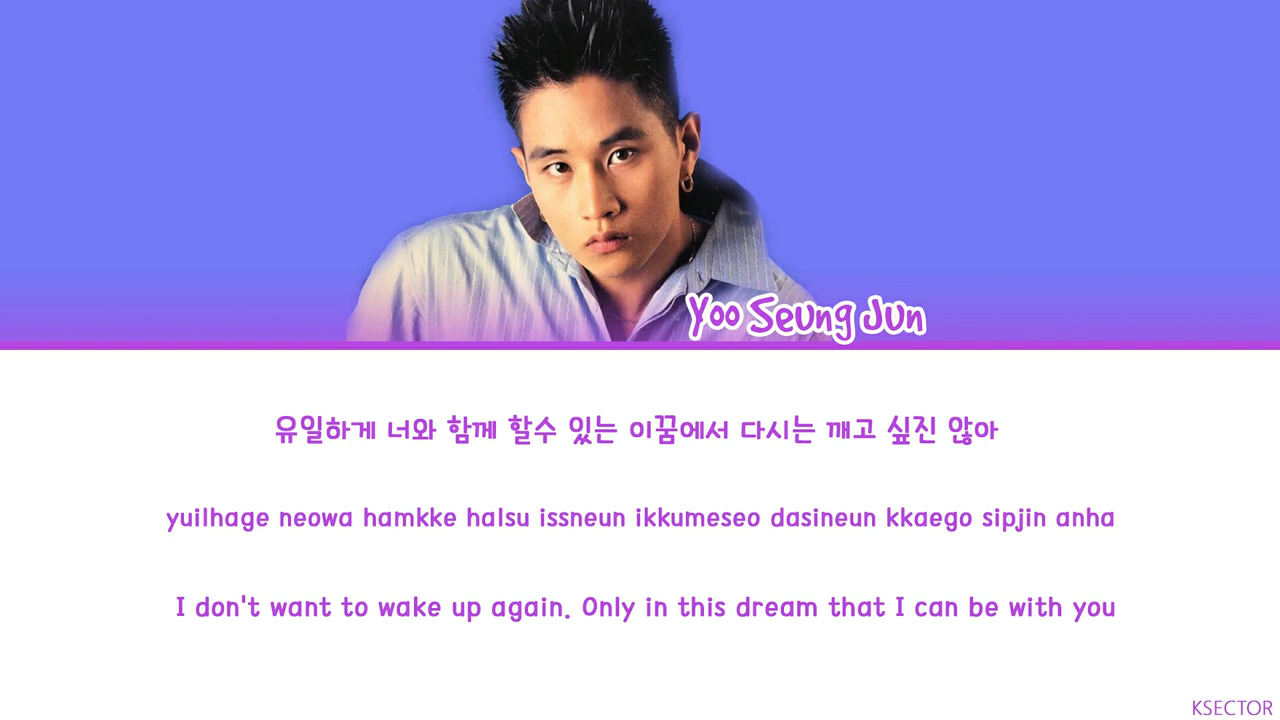 Yoo Seung Jun
유일하게 너와 함께 할수 있는 이꿈에서 다시는 깨고 싶진 않아
yuilhage neowa hamkke halsu issneun ikkumeseo dasineun kkaego sipjin anha
I don't want to wake up again. Only in this dream that I can be with you
KSECTOR